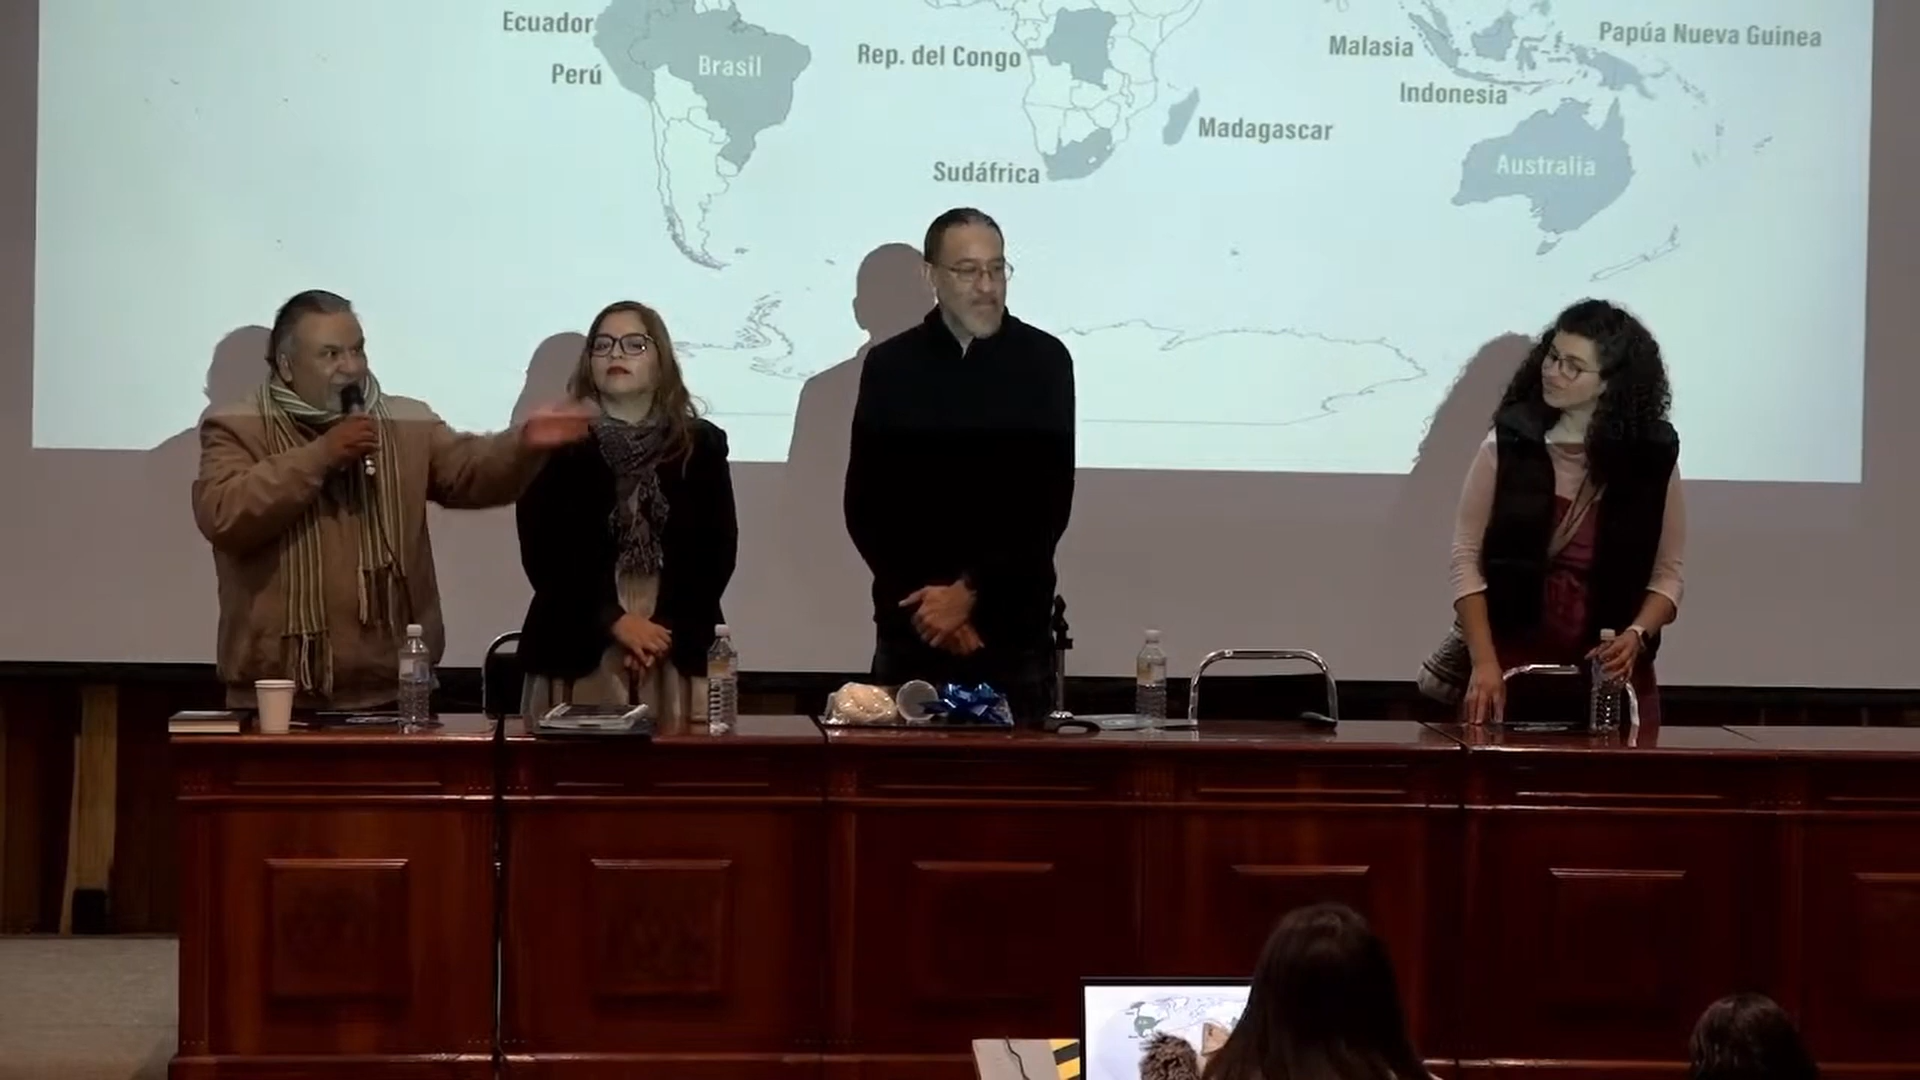 Ecuador
Perú
Brasil
Rep. del Congo
Sudáfrica
Madagascar
Malasia
Papúa Nueva Guinea
Indonesia
Australia